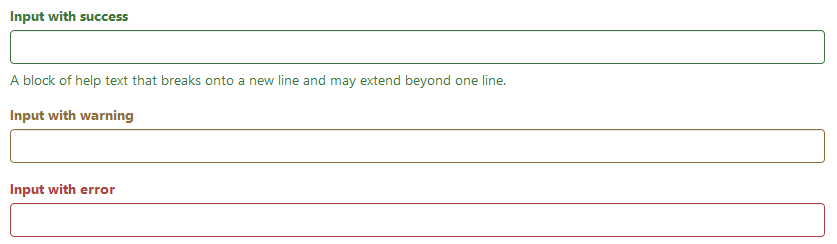 Input with success
A block of help text that breaks onto a new line and may extend beyond one line.
Input with warning
Input with error